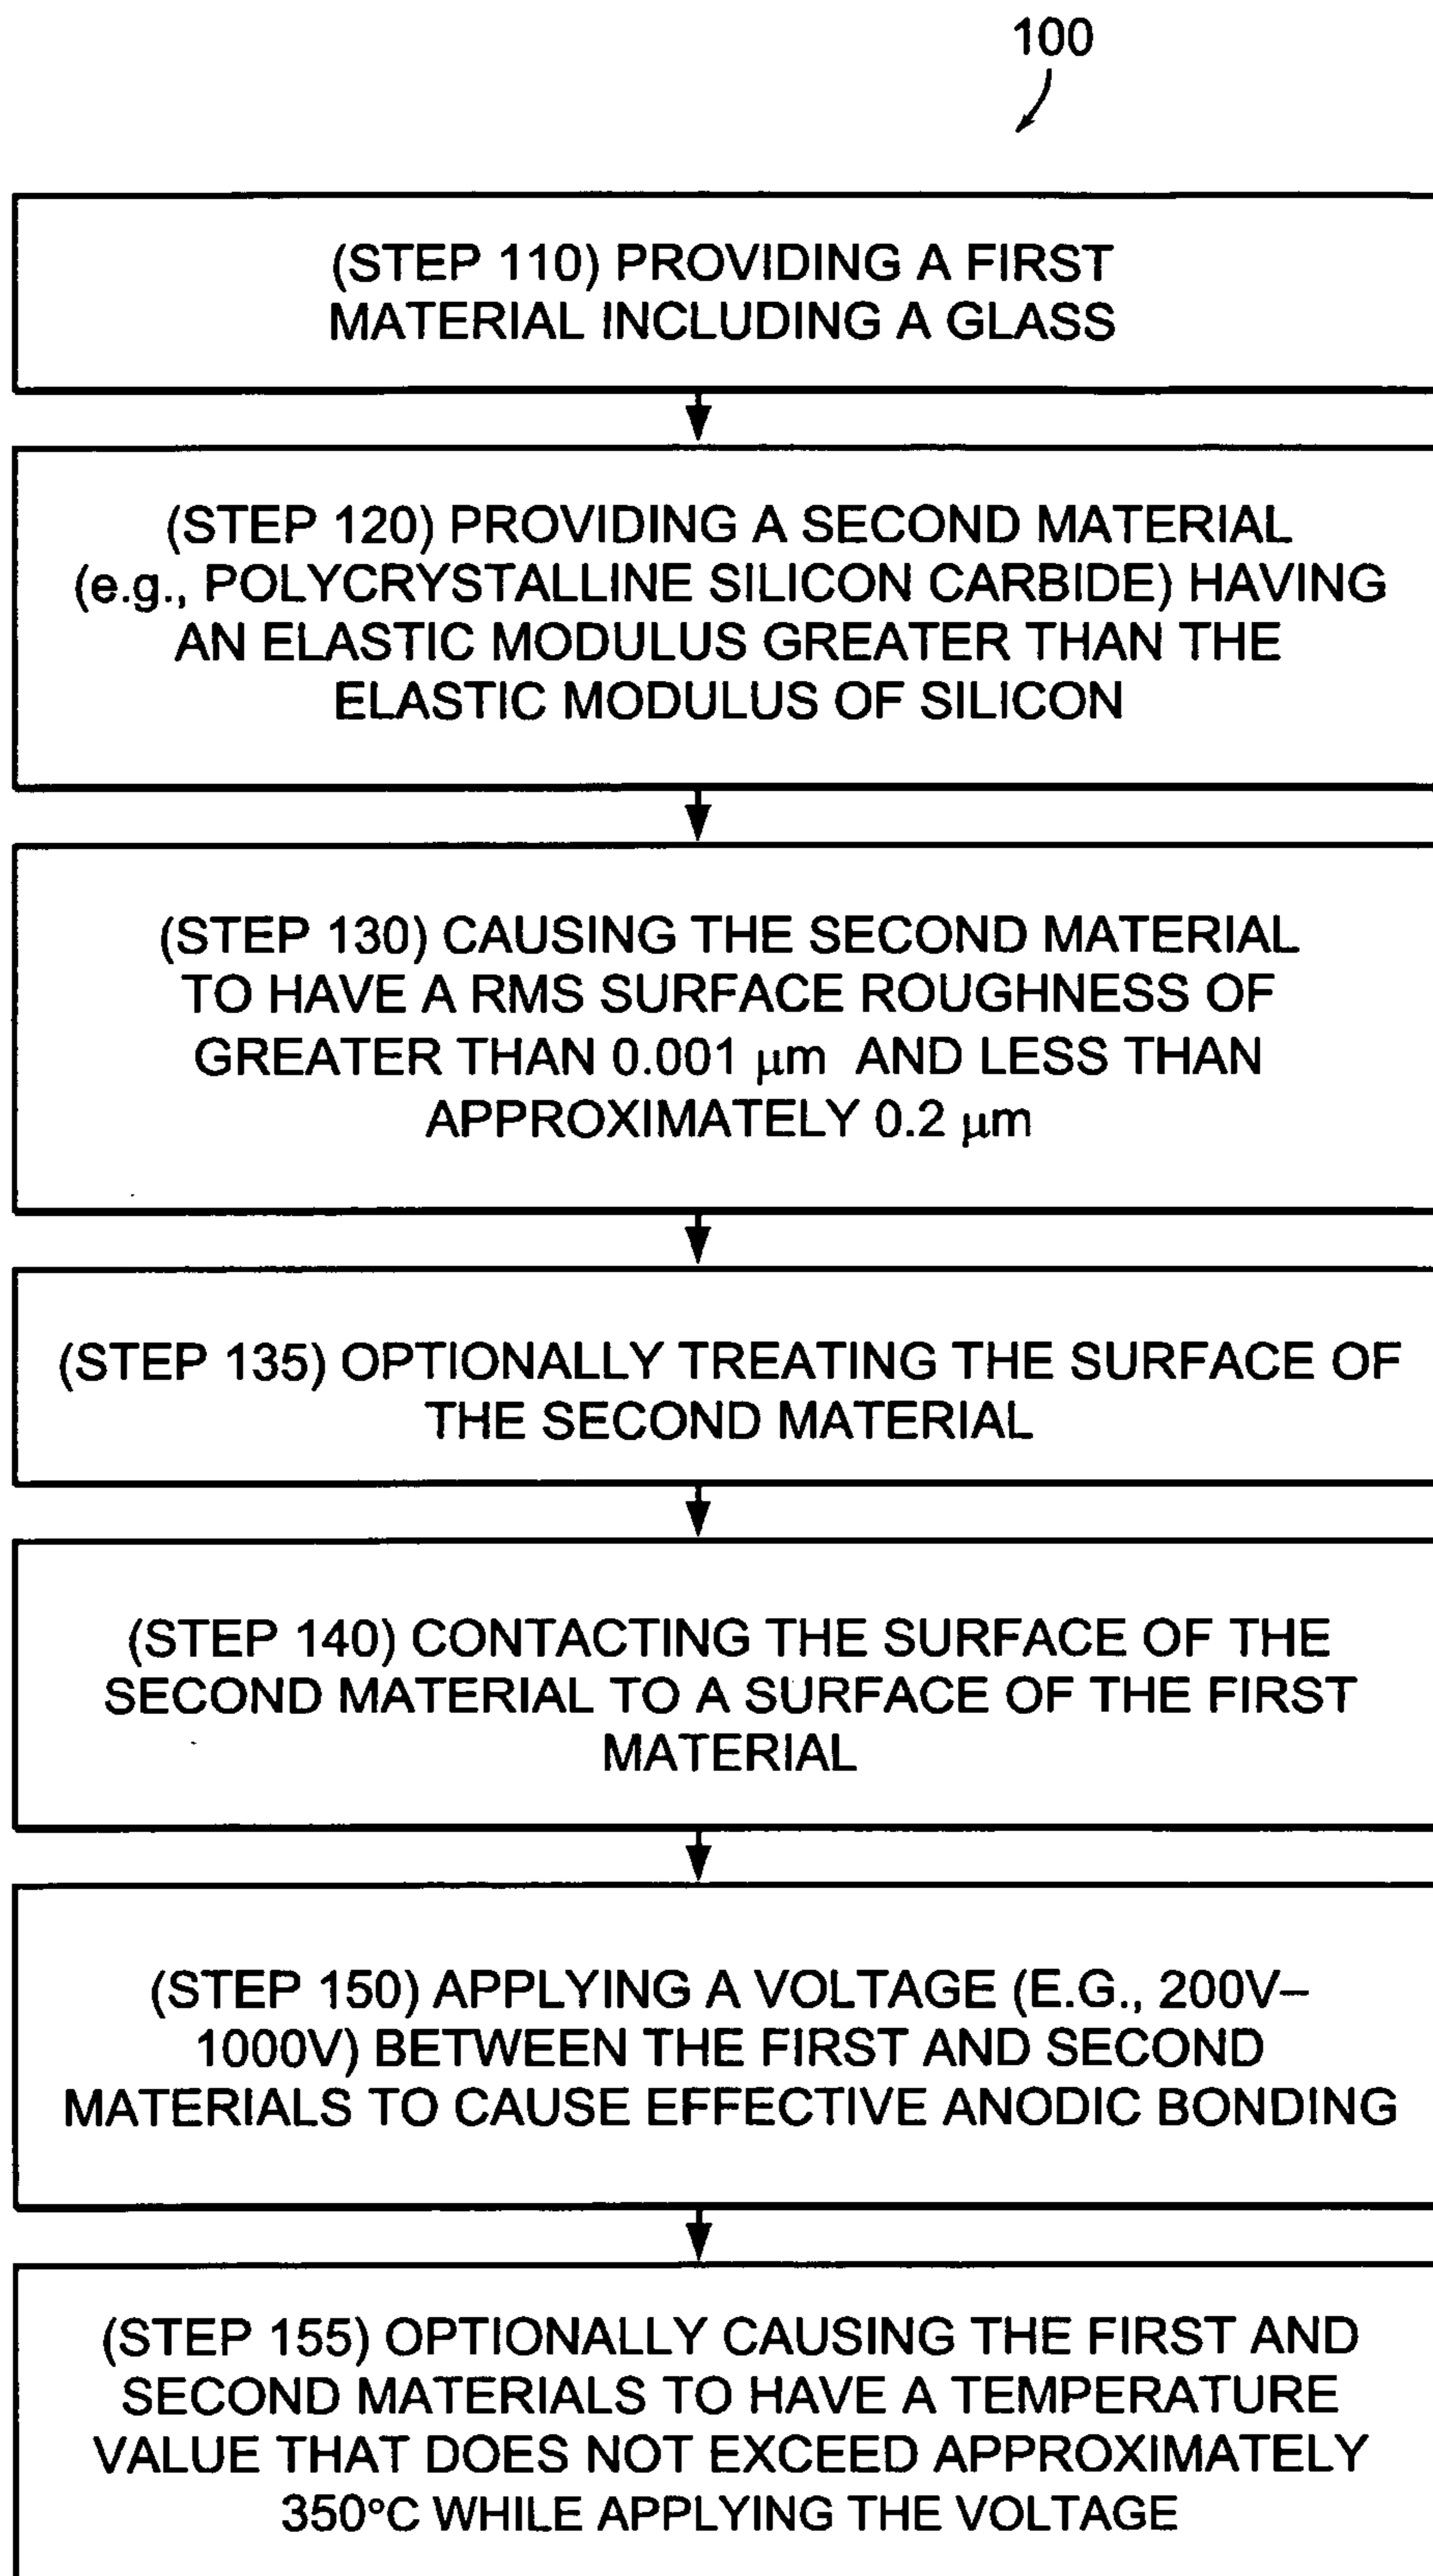 100
(STEP 110) PROVIDING A FIRST
MATERIAL INCLUDING A GLASS
(STEP 120) PROVIDING A SECOND MATERIAL
(e.g., POLYCRYSTALLINE SILICON CARBIDE) HAVING
AN ELASTIC MODULUS GREATER THAN THE
ELASTIC MODULUS OF SILICON
(STEP 130) CAUSING THE SECOND MATERIAL
TO HAVE A RMS SURFACE ROUGHNESS OF
GREATER THAN 0.001 μm AND LESS THAN
APPROXIMATELY 0.2 μm
(STEP 135) OPTIONALLY TREATING THE SURFACE OF
THE SECOND MATERIAL
(STEP 140) CONTACTING THE SURFACE OF THE
SECOND MATERIAL TO A SURFACE OF THE FIRST
MATERIAL
(STEP 150) APPLYING A VOLTAGE (E.G., 200V–
1000V) BETWEEN THE FIRST AND SECOND
MATERIALS TO CAUSE EFFECTIVE ANODIC BONDING
(STEP 155) OPTIONALLY CAUSING THE FIRST AND
SECOND MATERIALS TO HAVE A TEMPERATURE
VALUE THAT DOES NOT EXCEED APPROXIMATELY
350°C WHILE APPLYING THE VOLTAGE